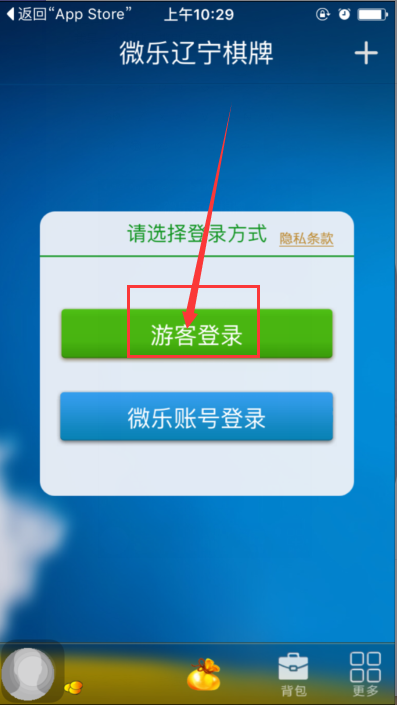 返回“App Store”
上午10:29
微乐辽宁棋牌
请选择登录方式
隐私条款
游客登录
微乐账号登录
背包
更多